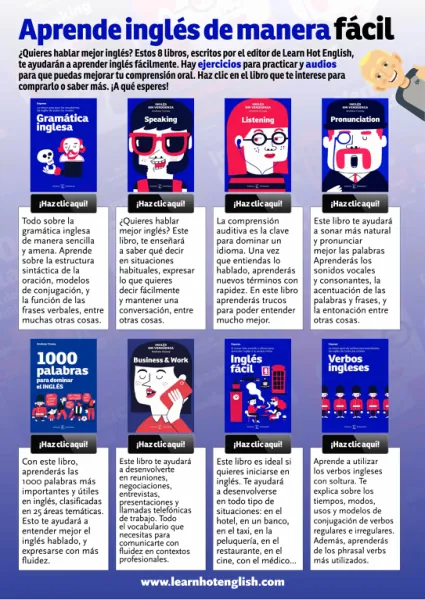 Aprende inglés de manera fácil
¿Quieres hablar mejor inglés? Estos 8 libros, escritos por el editor de Learn Hot English,
te ayudarán a aprender inglés fácilmente. Hay ejercicios para practicar y audios
para que puedas mejorar tu comprensión oral. Haz clic en el libro que te interese para
comprarlo o saber más. ¡A qué esperes!
Gramática
inglesa
¡Haz clic aquí!
Todo sobre la
gramática inglesa
de manera sencilla
y amena. Aprende
sobre la estructura
sintáctica de la
oración, modelos
de conjugación, y
la función de las
frases verbales, entre
muchas otras cosas.
INGLÉS
SIN VERGÜENZA
Speaking
¡Haz clic aquí!
¿Quieres hablar
mejor inglés? Este
libro, te enseñará
a saber qué decir
en situaciones
habituales, expresar
lo que quieres
decir fácilmente
y mantener una
conversación, entre
otras cosas.
INGLÉS
SIN VERGÜENZA
Listening
¡Haz clic aquí!
La comprensión
auditiva es la clave
para dominar un
idioma. Una vez
que entiendas lo
hablado, aprenderás
nuevos términos con
rapidez. En este libro
aprenderás trucos
para poder entender
mucho mejor.
INGLÉS
SIN VERGÜENZA
Pronunciation
¡Haz clic aquí!
Este libro te ayudará
a sonar más natural
y pronunciar
mejor las palabras
Aprenderás los
sonidos vocales
y consonantes, la
acentuación de las
palabras y frases, y
la entonación entre
otras cosas.
1000
palabras
para dominar
el INGLÉS
¡Haz clic aquí!
Con este libro,
aprenderás las
1000 palabras más
importantes y útiles
en inglés, clasificadas
en 25 áreas temáticas.
Esto te ayudará a
entender mejor el
inglés hablado, y
expresarte con más
fluidez.
INGLÉS
SIN VERGÜENZA
Business & Work
¡Haz clic aquí!
Este libro te ayudará
a desenvolverte
en reuniones,
negociaciones,
entrevistas,
presentaciones y
llamadas telefónicas
de trabajo. Todo
el vocabulario que
necesitas para
comunicarte con
fluidez en contextos
profesionales.
Inglés
fácil
¡Haz clic aquí!
Este libro es ideal si
quieres iniciarse en
inglés. Te ayudará
a desenvolverse
en todo tipo de
situaciones: en el
hotel, en un banco,
en el taxi, en la
peluquería, en el
restaurante, en el
cine, con el médico...
Verbos
ingleses
¡Haz clic aquí!
Aprende a utilizar
los verbos ingleses
con soltura. Te
explica sobre los
tiempos, modos,
usos y modelos de
conjugación de verbos
regulares e irregulares.
Además, aprenderás
de los phrasal verbs
más utilizados.
www.learnhotenglish.com